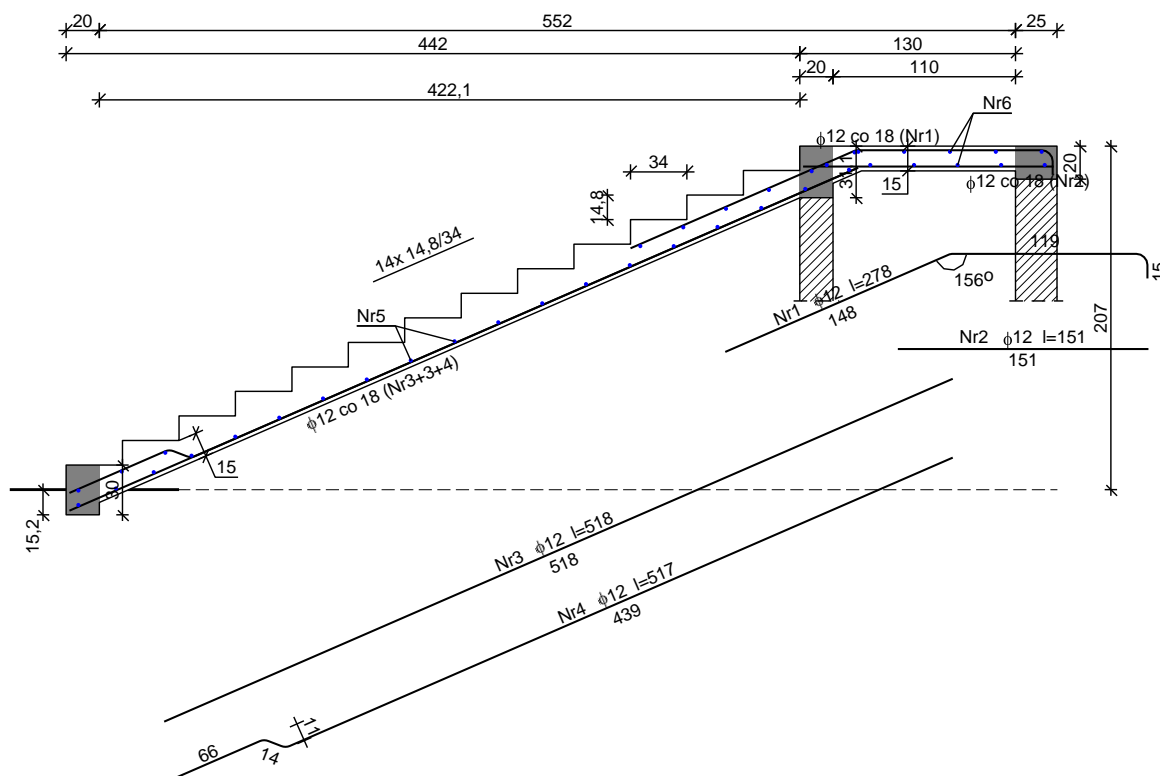 20 552 25
442 130
20 110
422,1
Nr6
ϕ12 co 18 (Nr1)
34
20
15
ϕ12 co 18 (Nr2)
14,8
14x 14,8/34
119
15
156o
Nr1 ϕ12 l=278
148
207
Nr5
Nr2 ϕ12 l=151
151
ϕ12 co 18 (Nr3+3+4)
15
30
15,2
Nr3 ϕ12 l=518
518
Nr4 ϕ12 l=517
439
11
66
14